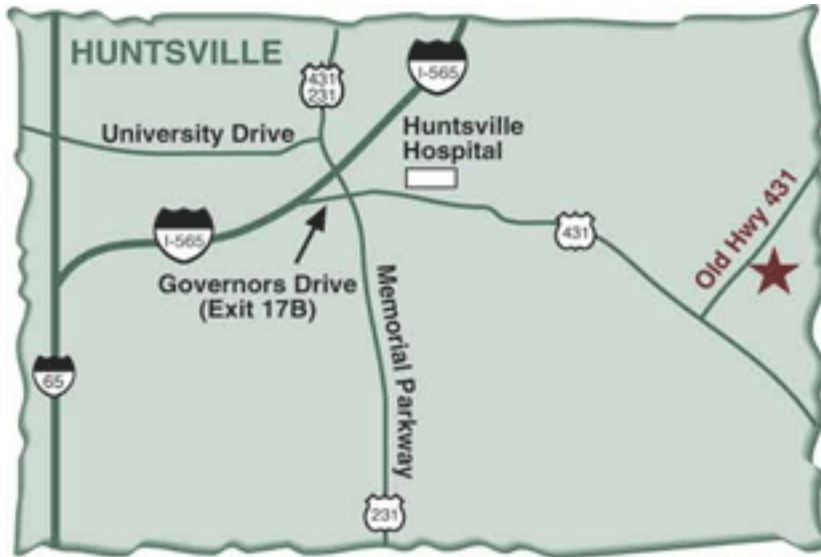 HUNTSVILLE
431
231
I-565
University Drive
Huntsville
Hospital
I-565
431
Old Hwy 431
Governors Drive
(Exit 17B)
Memorial Parkway
65
231